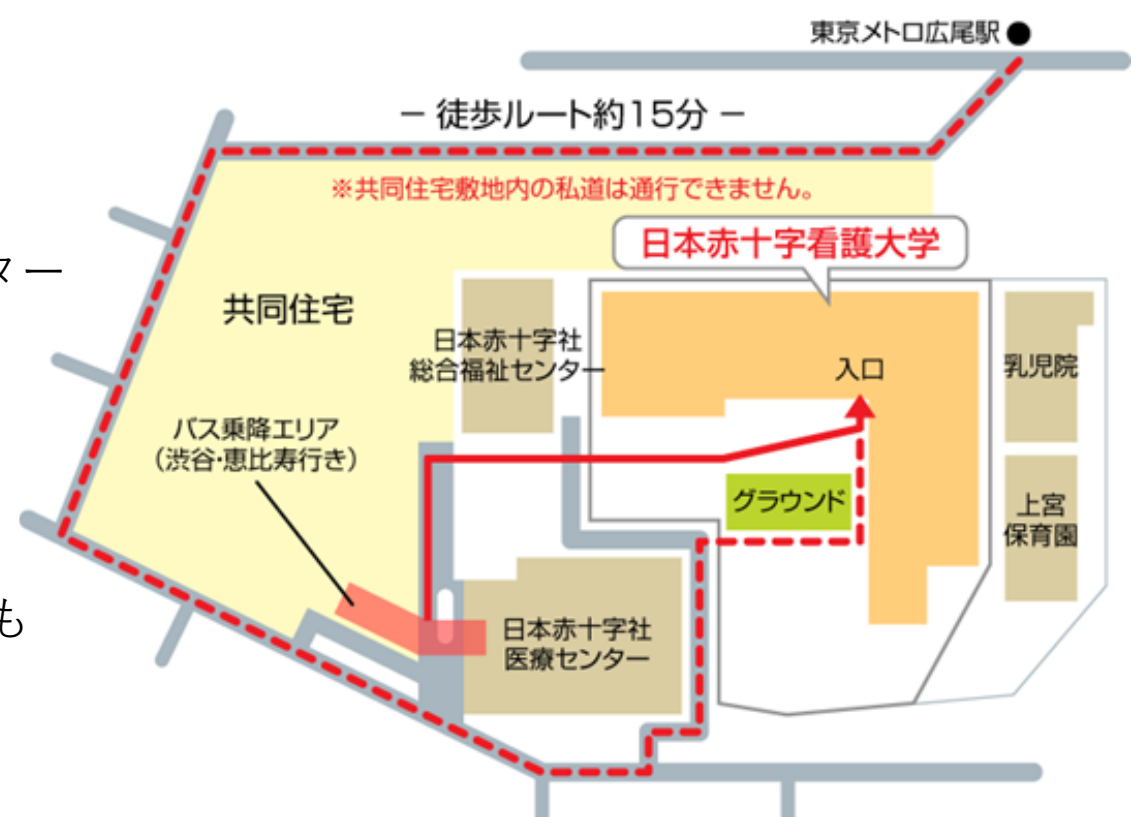 東京メトロ広尾駅
－ 徒歩ルート約15分 －
※共同住宅敷地内の私道は通行できません。
日本赤十字看護大学
ター
共同住宅
日本赤十字社
総合福祉センター
入口
乳児院
バス乗降エリア
（渋谷・恵比寿行き）
グラウンド
上宮
保育園
も
日本赤十字社
医療センター